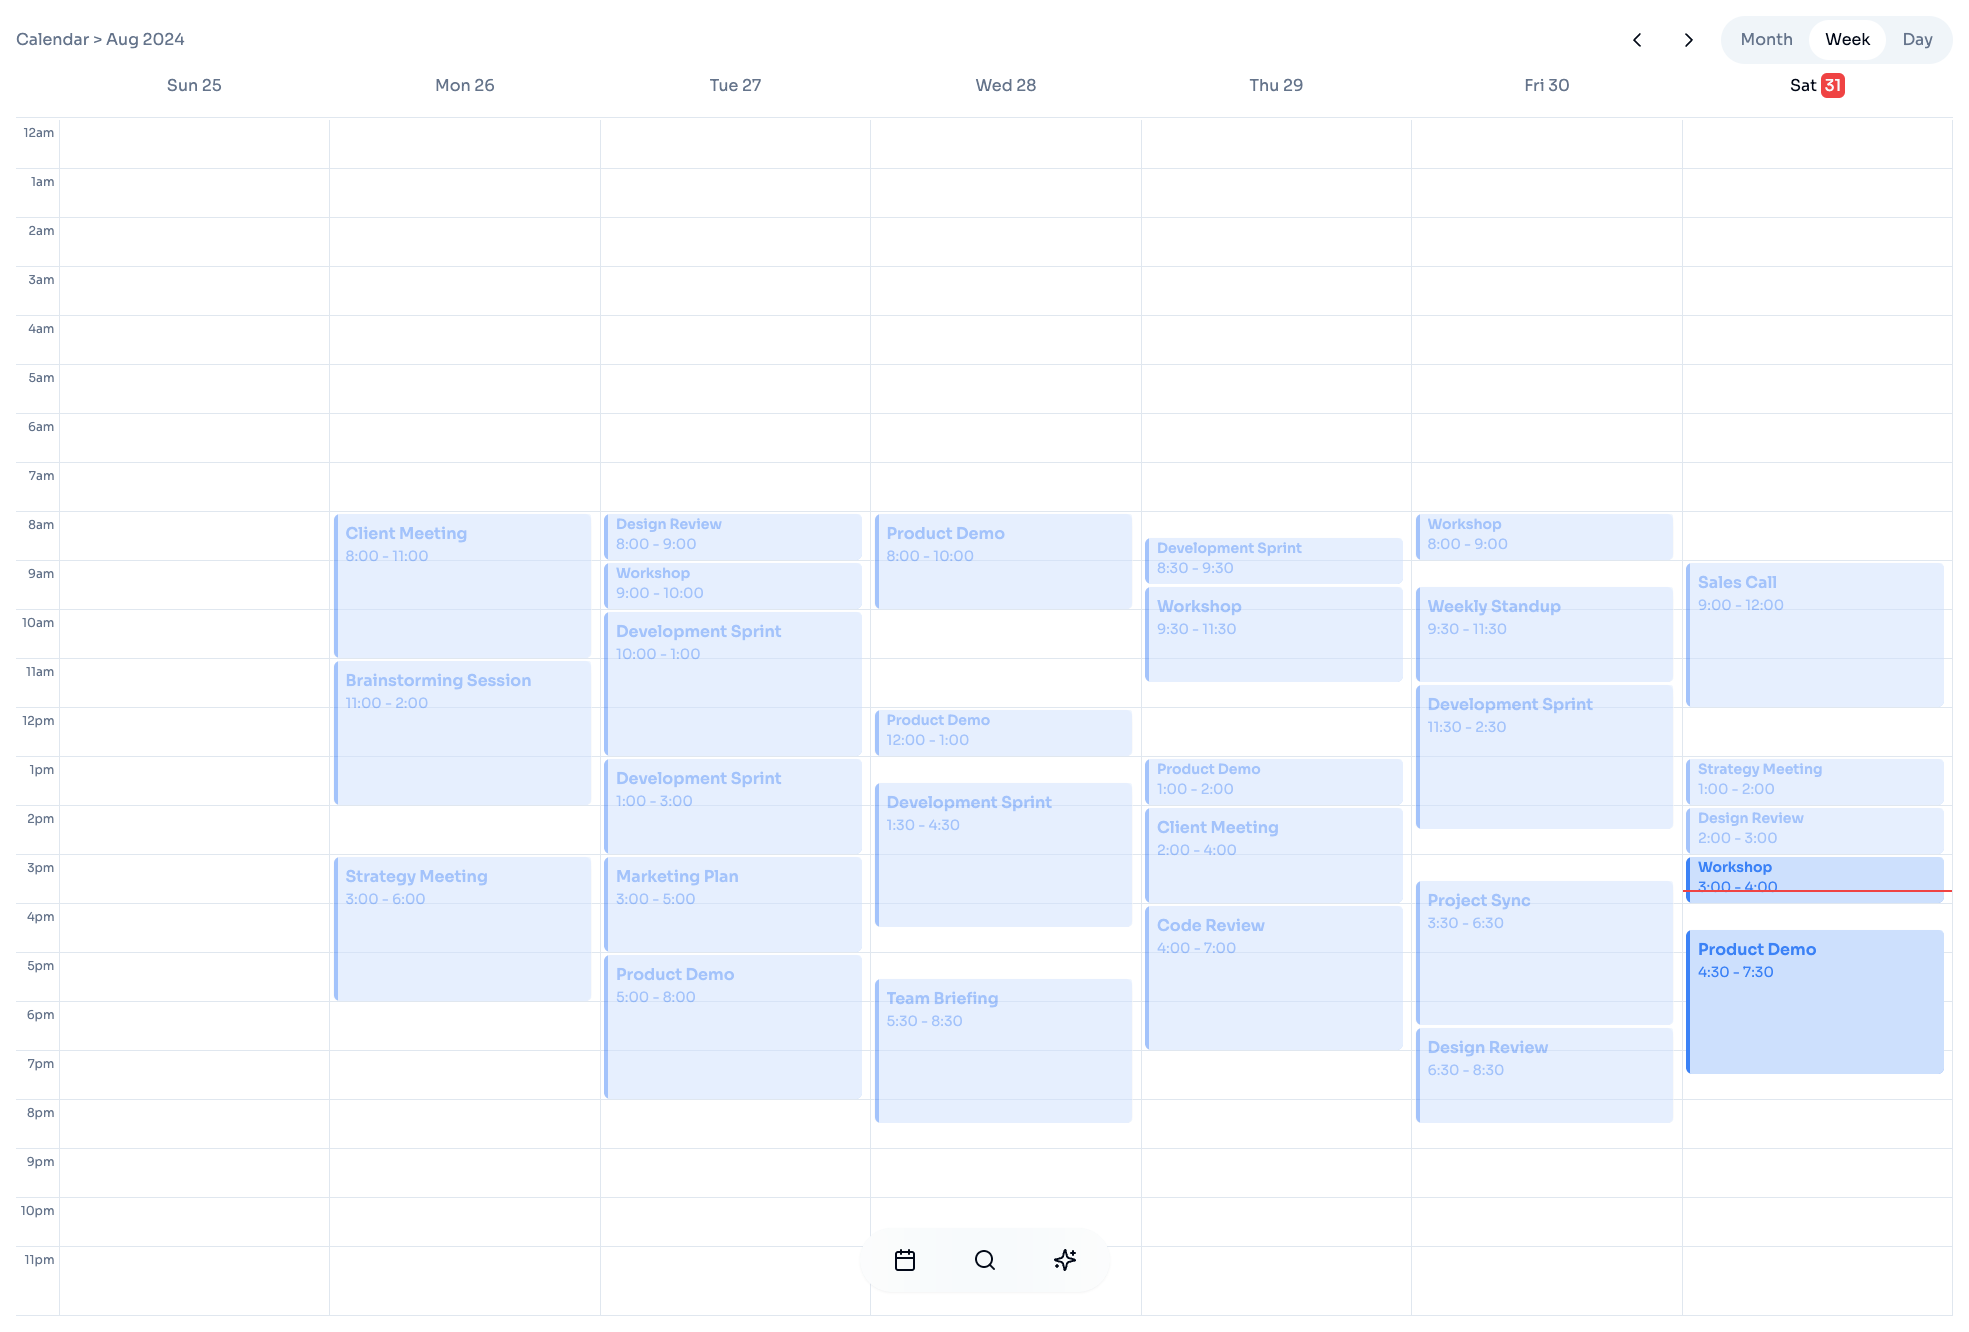 Calendar > Aug 2024
Month Week Day
Sun 25
Mon 26
Tue 27
Wed 28
Thu 29
Fri 30
Sat 31
12am
1am
2am
3am
4am
5am
6am
7am
8am
9am
10am
11am
12pm
1pm
2pm
3pm
4pm
5pm
6pm
7pm
8pm
9pm
10pm
11pm
Client Meeting
8:00 - 11:00
Brainstorming Session
11:00 - 2:00
Strategy Meeting
3:00 - 6:00
Design Review
8:00 - 9:00
Workshop
9:00 - 10:00
Development Sprint
10:00 - 1:00
Development Sprint
1:00 - 3:00
Marketing Plan
3:00 - 5:00
Product Demo
5:00 - 8:00
Product Demo
8:00 - 10:00
Product Demo
12:00 - 1:00
Development Sprint
1:30 - 4:30
Team Briefing
5:30 - 8:30
Development Sprint
8:30 - 9:30
Workshop
9:30 - 11:30
Product Demo
1:00 - 2:00
Client Meeting
2:00 - 4:00
Code Review
4:00 - 7:00
Workshop
8:00 - 9:00
Weekly Standup
9:30 - 11:30
Development Sprint
11:30 - 2:30
Project Sync
3:30 - 6:30
Design Review
6:30 - 8:30
Sales Call
9:00 - 12:00
Strategy Meeting
1:00 - 2:00
Design Review
2:00 - 3:00
Workshop
3:00 - 4:00
Product Demo
4:30 - 7:30